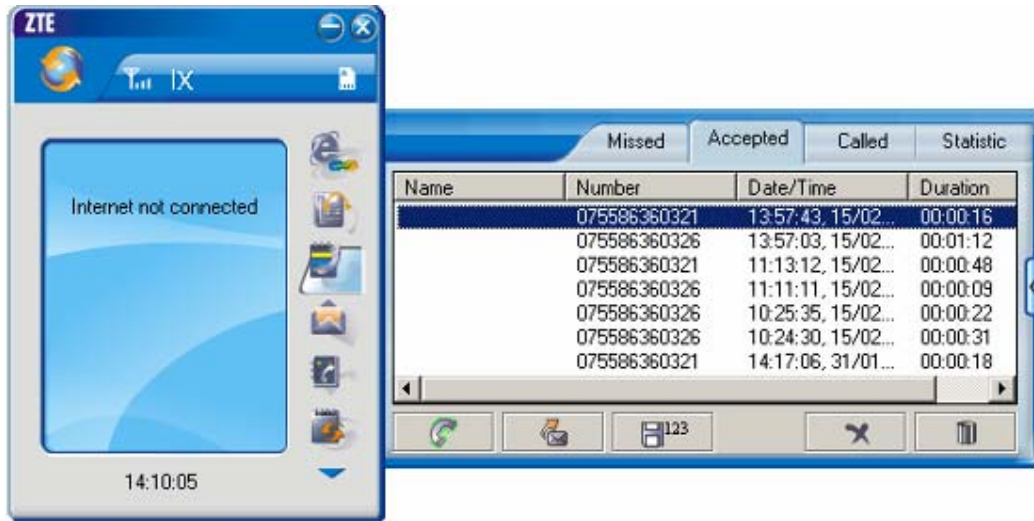 ZTE
1X
Internet not connected
14:10:05
Missed Accepted Called Statistic
Name Number Date/Time Duration
075586360321 13:57:43, 15/02... 00:00:16
075586360326 13:57:03, 15/02... 00:01:12
075586360321 11:13:12, 15/02... 00:00:48
075586360326 11:11:11, 15/02... 00:00:09
075586360326 10:25:35, 15/02... 00:00:22
075586360326 10:24:30, 15/02... 00:00:31
075586360321 14:17:06, 31/01... 00:00:18
123